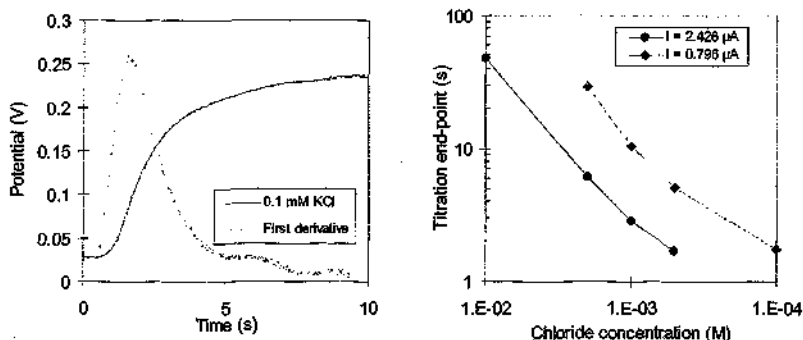 0.3
0.25
0.2
0.15
0.1
0.05
0
Potential (V)
0.1 mM KCl
First derivative
0
5
10
Time (s)
100
10
1
Titration end-point (s)
I = 2.426 µA
I = 0.796 µA
1.E-02
1.E-03
1.E-04
Chloride concentration (M)